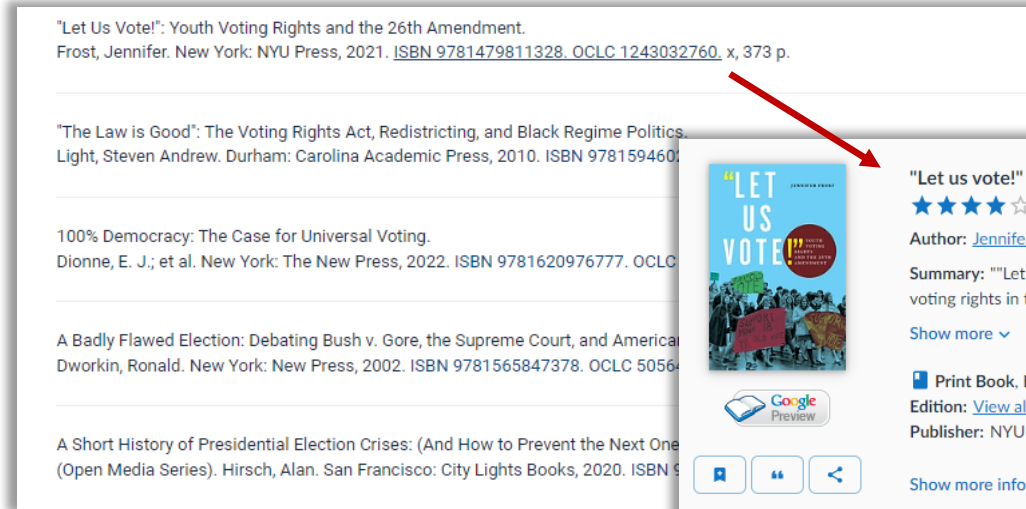 "Let Us Vote!": Youth Voting Rights and the 26th Amendment.
Frost, Jennifer. New York: NYU Press, 2021. ISBN 9781479811328. OCLC 1243032760. x, 373 p.
"The Law is Good": The Voting Rights Act, Redistricting, and Black Regime Politics.
Light, Steven Andrew. Durham: Carolina Academic Press, 2010. ISBN 978159460
100% Democracy: The Case for Universal Voting.
Dionne, E. J.; et al. New York: The New Press, 2022. ISBN 9781620976777. OCLC
A Badly Flawed Election: Debating Bush v. Gore, the Supreme Court, and America
Dworkin, Ronald. New York: New Press, 2002. ISBN 9781565847378. OCLC 5056
A Short History of Presidential Election Crises: (And How to Prevent the Next One
(Open Media Series). Hirsch, Alan. San Francisco: City Lights Books, 2020. ISBN 9
"LET
US
VOTE!"
JENNIFER FROST
YOUTH
VOTING
RIGHTS
AND THE 26TH
AMENDMENT
Google
Preview
"Let us vote!"
Author: Jennife
Summary: ""Let
voting rights in t
Show more
Print Book,
Edition: View al
Publisher: NYU
Show more info